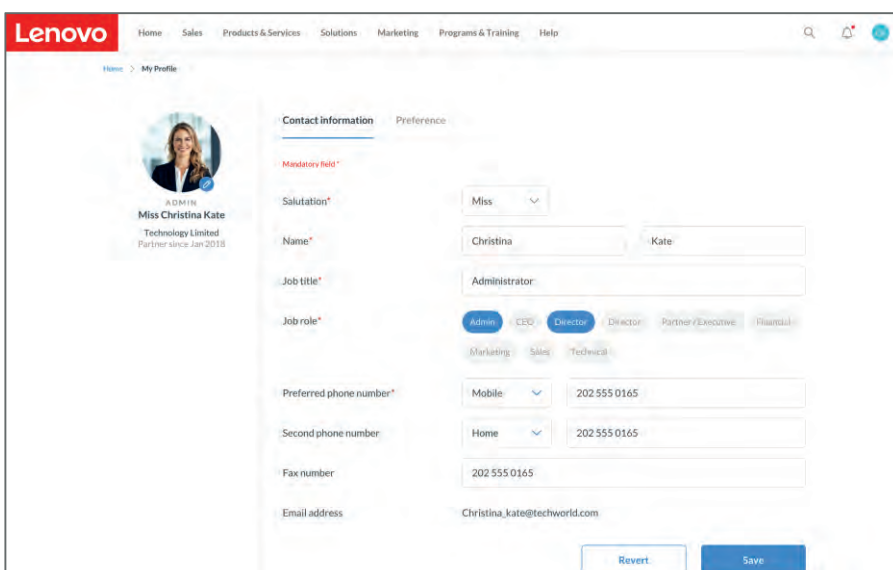 Lenovo
Home Sales Products & Services Solutions Marketing Programs & Training Help
Home > My Profile
Contact information Preference
Mandatory field *
ADMIN
Miss Christina Kate
Technology Limited
Partner since Jan 2018
Salutation* Miss
Name* Christina Kate
Job title* Administrator
Job role* Admin CEO Director Director Partner/Executive Financial
Marketing Sales Technical
Preferred phone number* Mobile 202 555 0165
Second phone number Home 202 555 0165
Fax number 202 555 0165
Email address Christina_kate@techworld.com
Revert Save